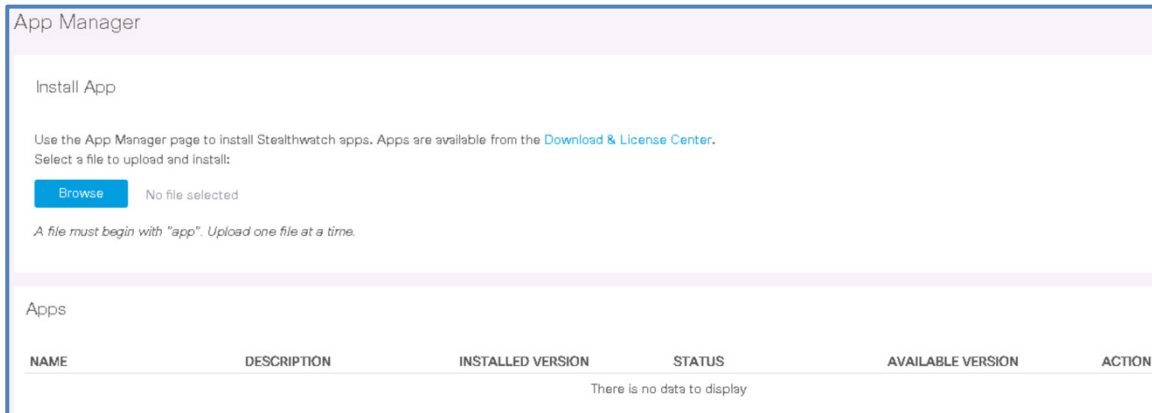 App Manager
Install App
Use the App Manager page to install Stealthwatch apps. Apps are available from the Download & License Center.
Select a file to upload and install:
Browse No file selected
A file must begin with "app". Upload one file at a time.
Apps
NAME DESCRIPTION INSTALLED VERSION STATUS AVAILABLE VERSION ACTION
There is no data to display